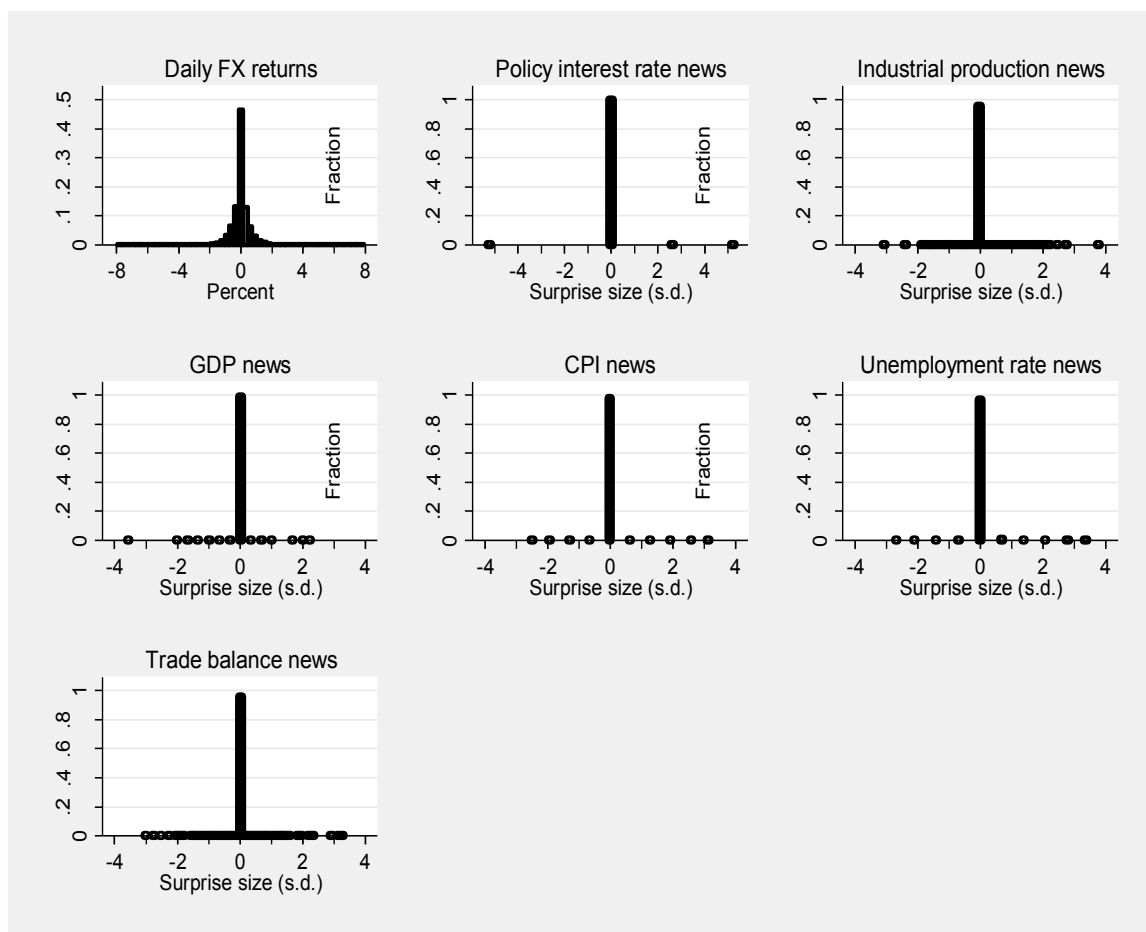 Daily FX returns
Fraction
0 .1 .2 .3 .4 .5
-8 -4 0 4 8
Percent
Policy interest rate news
Fraction
0 .2 .4 .6 .8 1
-4 -2 0 2 4
Surprise size (s.d.)
Industrial production news
0 .2 .4 .6 .8 1
-4 -2 0 2 4
Surprise size (s.d.)
GDP news
Fraction
0 .2 .4 .6 .8 1
-4 -2 0 2 4
Surprise size (s.d.)
CPI news
Fraction
0 .2 .4 .6 .8 1
-4 -2 0 2 4
Surprise size (s.d.)
Unemployment rate news
0 .2 .4 .6 .8 1
-4 -2 0 2 4
Surprise size (s.d.)
Trade balance news
0 .2 .4 .6 .8 1
-4 -2 0 2 4
Surprise size (s.d.)